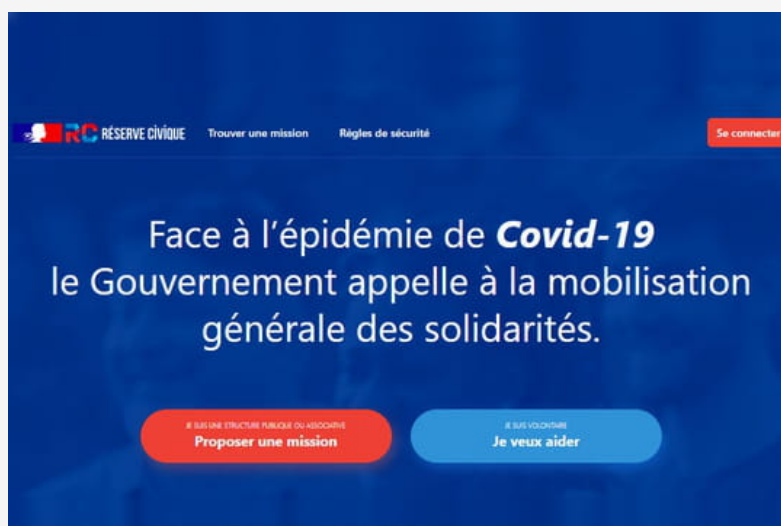 RC RÉSERVE CIVIQUE Trouver une mission Règles de sécurité Se connecter
Face à l'épidémie de Covid-19
le Gouvernement appelle à la mobilisation
générale des solidarités.
JE SUIS UNE STRUCTURE PUBLIQUE OU ASSOCIATIVE
Proposer une mission
JE SUIS VOLONTAIRE
Je veux aider